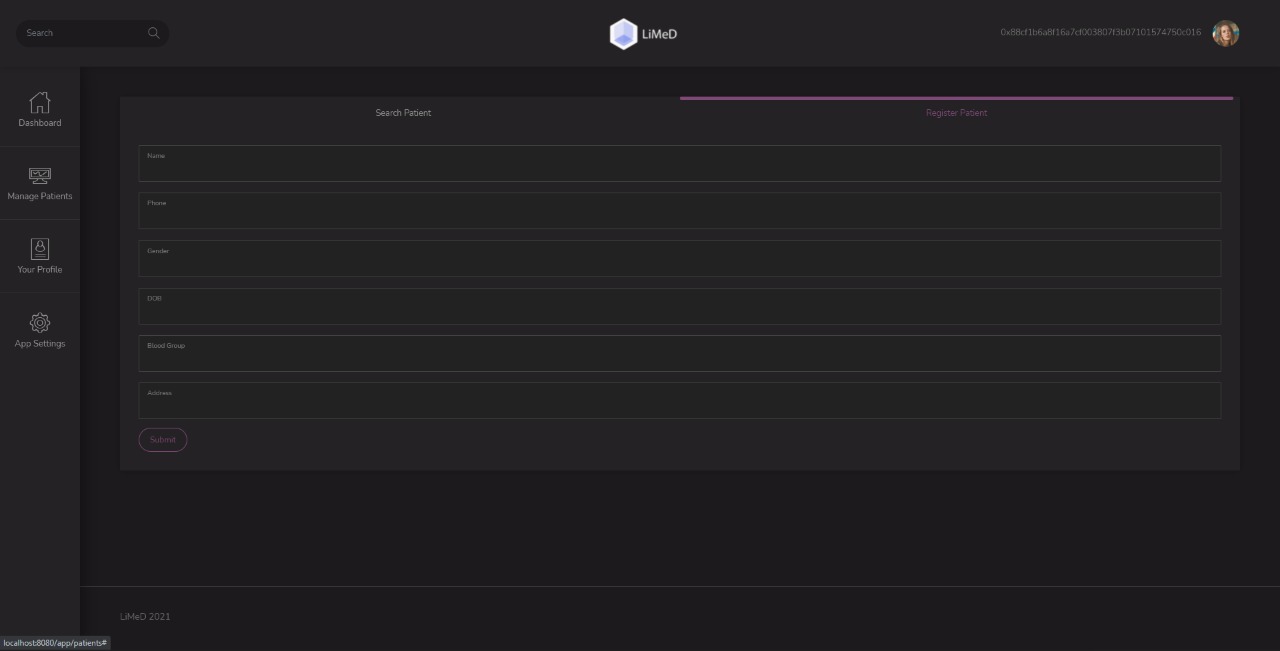 Search
LiMeD
0x88cf1b6a8f16a7cf003807f3b07101574750c016
Dashboard
Manage Patients
Your Profile
App Settings
Search Patient
Register Patient
Name
Phone
Gender
DOB
Blood Group
Address
Submit
LiMeD 2021
localhost:8080/app/patients#